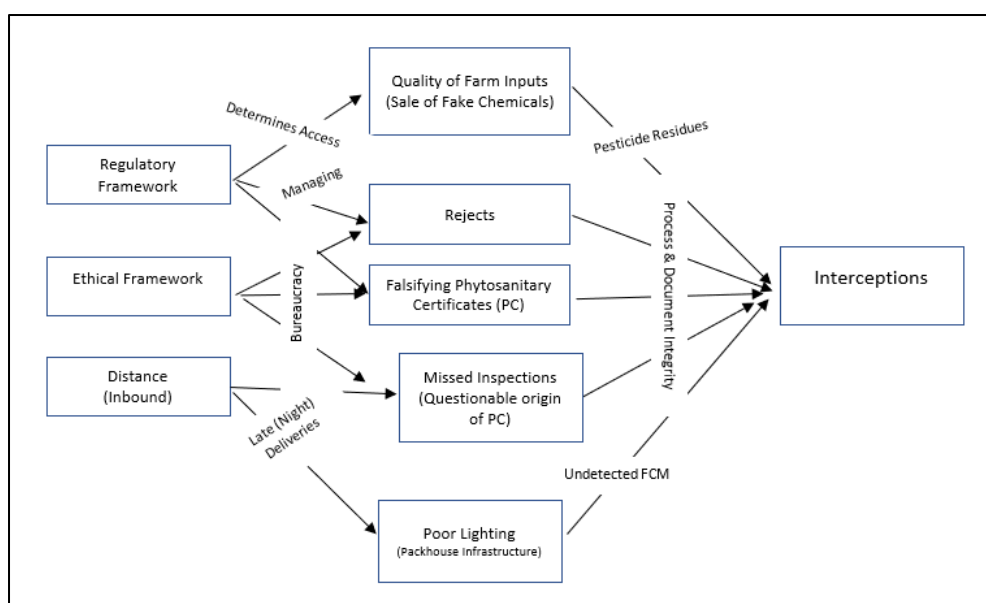 Quality of Farm Inputs
(Sale of Fake Chemicals)
Determines Access
Pesticide Residues
Regulatory
Framework
Managing
Rejects
Process & Document Integrity
Ethical Framework
Bureaucracy
Falsifying Phytosanitary
Certificates (PC)
Interceptions
Distance
(Inbound)
Missed Inspections
(Questionable origin
of PC)
Late (Night)
Deliveries
Undetected FCM
Poor Lighting
(Packhouse Infrastructure)